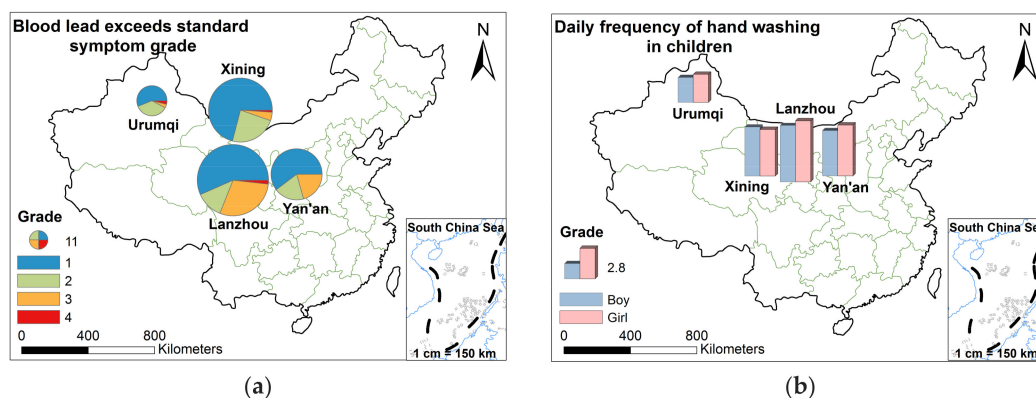 Blood lead exceeds standard
symptom grade
N
Xining
Urumqi
Lanzhou
Yan'an
Grade
11
1
2
3
4
0 400 800
Kilometers
South China Sea
1 cm = 150 km
(a)
Daily frequency of hand washing
in children
N
Urumqi
Lanzhou
Xining
Yan'an
Grade
2.8
Boy
Girl
0 400 800
Kilometers
South China Se
1 cm = 150 km
(b)